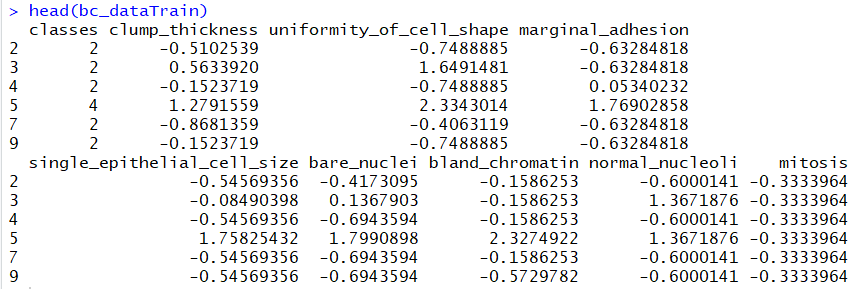 > head(bc_dataTrain)
  classes clump_thickness uniformity_of_cell_shape marginal_adhesion
2       2      -0.5102539               -0.7488885       -0.63284818
3       2       0.5633920                1.6491481       -0.63284818
4       2      -0.1523719               -0.7488885        0.05340232
5       4       1.2791559                2.3343014        1.76902858
7       2      -0.8681359               -0.4063119       -0.63284818
9       2      -0.1523719               -0.7488885       -0.63284818
  single_epithelial_cell_size bare_nuclei bland_chromatin normal_nucleoli    mitosis
2                 -0.54569356  -0.4173095      -0.1586253      -0.6000141 -0.3333964
3                 -0.08490398   0.1367903      -0.1586253       1.3671876 -0.3333964
4                 -0.54569356  -0.6943594      -0.1586253      -0.6000141 -0.3333964
5                  1.75825432   1.7990898       2.3274922       1.3671876 -0.3333964
7                 -0.54569356  -0.6943594      -0.1586253      -0.6000141 -0.3333964
9                 -0.54569356  -0.6943594      -0.5729782      -0.6000141 -0.3333964